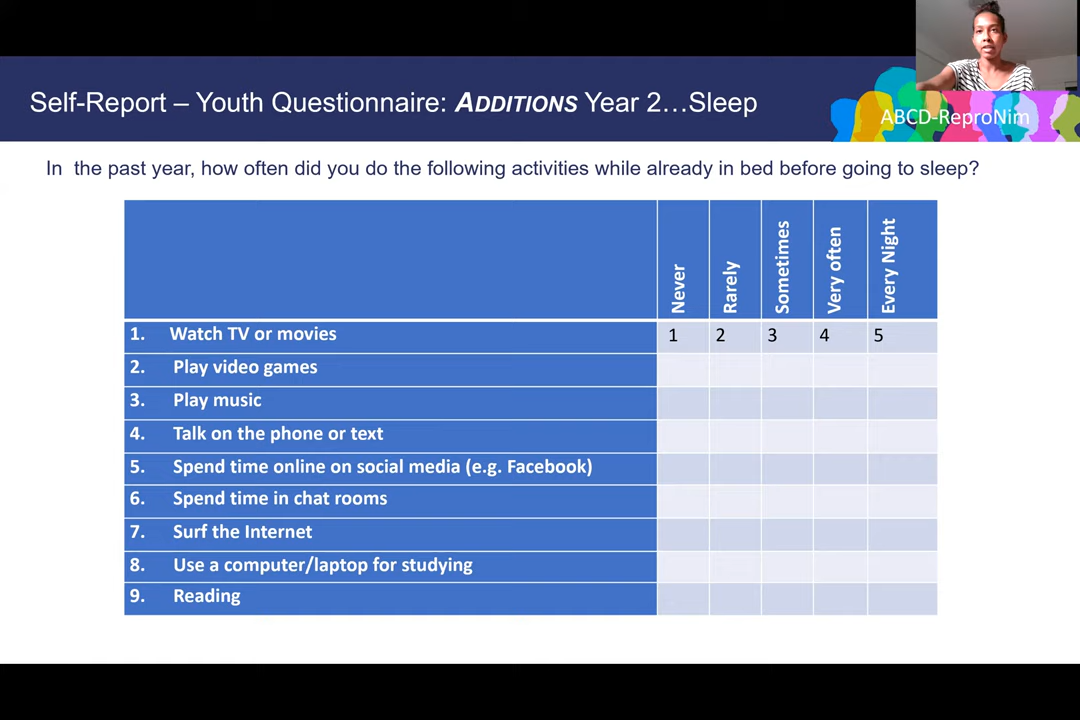 Self-Report – Youth Questionnaire: ADDITIONS Year 2…Sleep
ABCD-ReproNim
In the past year, how often did you do the following activities while already in bed before going to sleep?
Never Rarely Sometimes Very often Every Night
1. Watch TV or movies 1 2 3 4 5
2. Play video games
3. Play music
4. Talk on the phone or text
5. Spend time online on social media (e.g. Facebook)
6. Spend time in chat rooms
7. Surf the Internet
8. Use a computer/laptop for studying
9. Reading